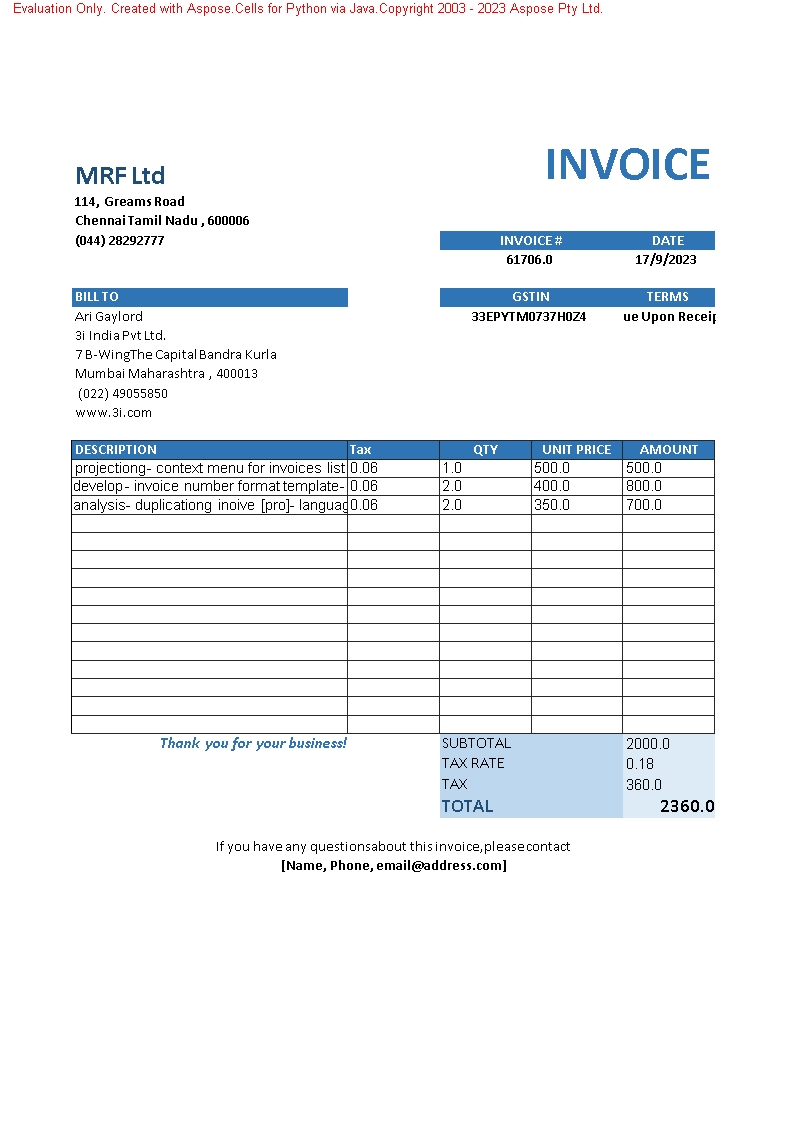 Evaluation Only. Created with Aspose.Cells for Python via Java.Copyright 2003 - 2023 Aspose Pty Ltd.
INVOICE
MRF Ltd
114, Greams Road
Chennai Tamil Nadu , 600006
(044) 28292777
INVOICE # DATE
61706.0 17/9/2023
BILL TO GSTIN TERMS
Ari Gaylord 33EPYTM0737H0Z4 ue Upon Receip
3i India Pvt Ltd.
7 B-WingThe Capital Bandra Kurla
Mumbai Maharashtra , 400013
(022) 49055850
www.3i.com
DESCRIPTION Tax QTY UNIT PRICE AMOUNT
projectiong- context menu for invoices list 0.06 1.0 500.0 500.0
develop- invoice number format template- 0.06 2.0 400.0 800.0
analysis- duplicationg inoive [pro]- languag 0.06 2.0 350.0 700.0
Thank you for your business! SUBTOTAL 2000.0
TAX RATE 0.18
TAX 360.0
TOTAL 2360.0
If you have any questions about this invoice, please contact
[Name, Phone, email@address.com]